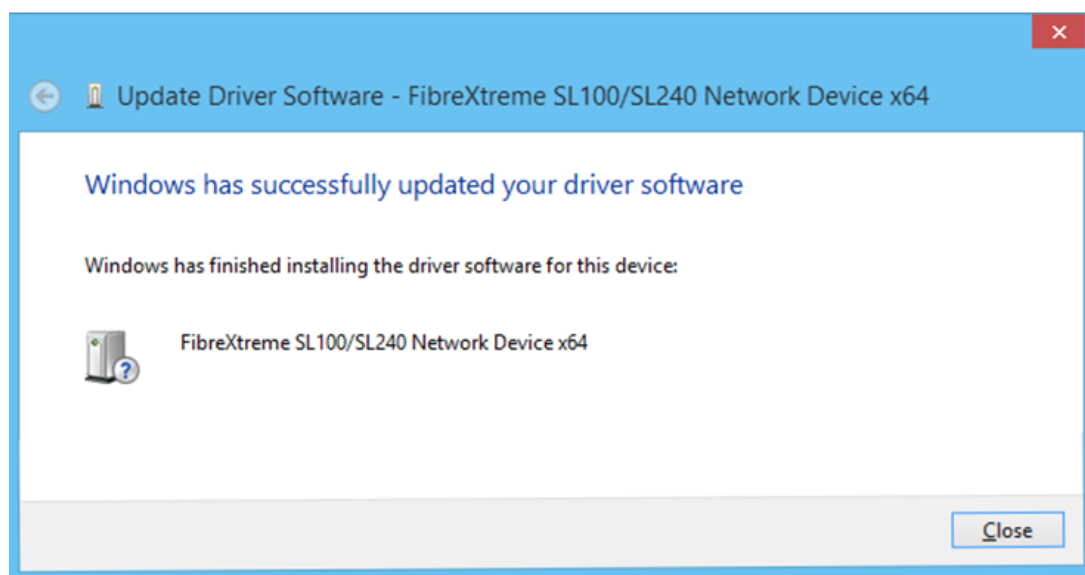 Update Driver Software - FibreXtreme SL100/SL240 Network Device x64
Windows has successfully updated your driver software
Windows has finished installing the driver software for this device:
FibreXtreme SL100/SL240 Network Device x64
Close